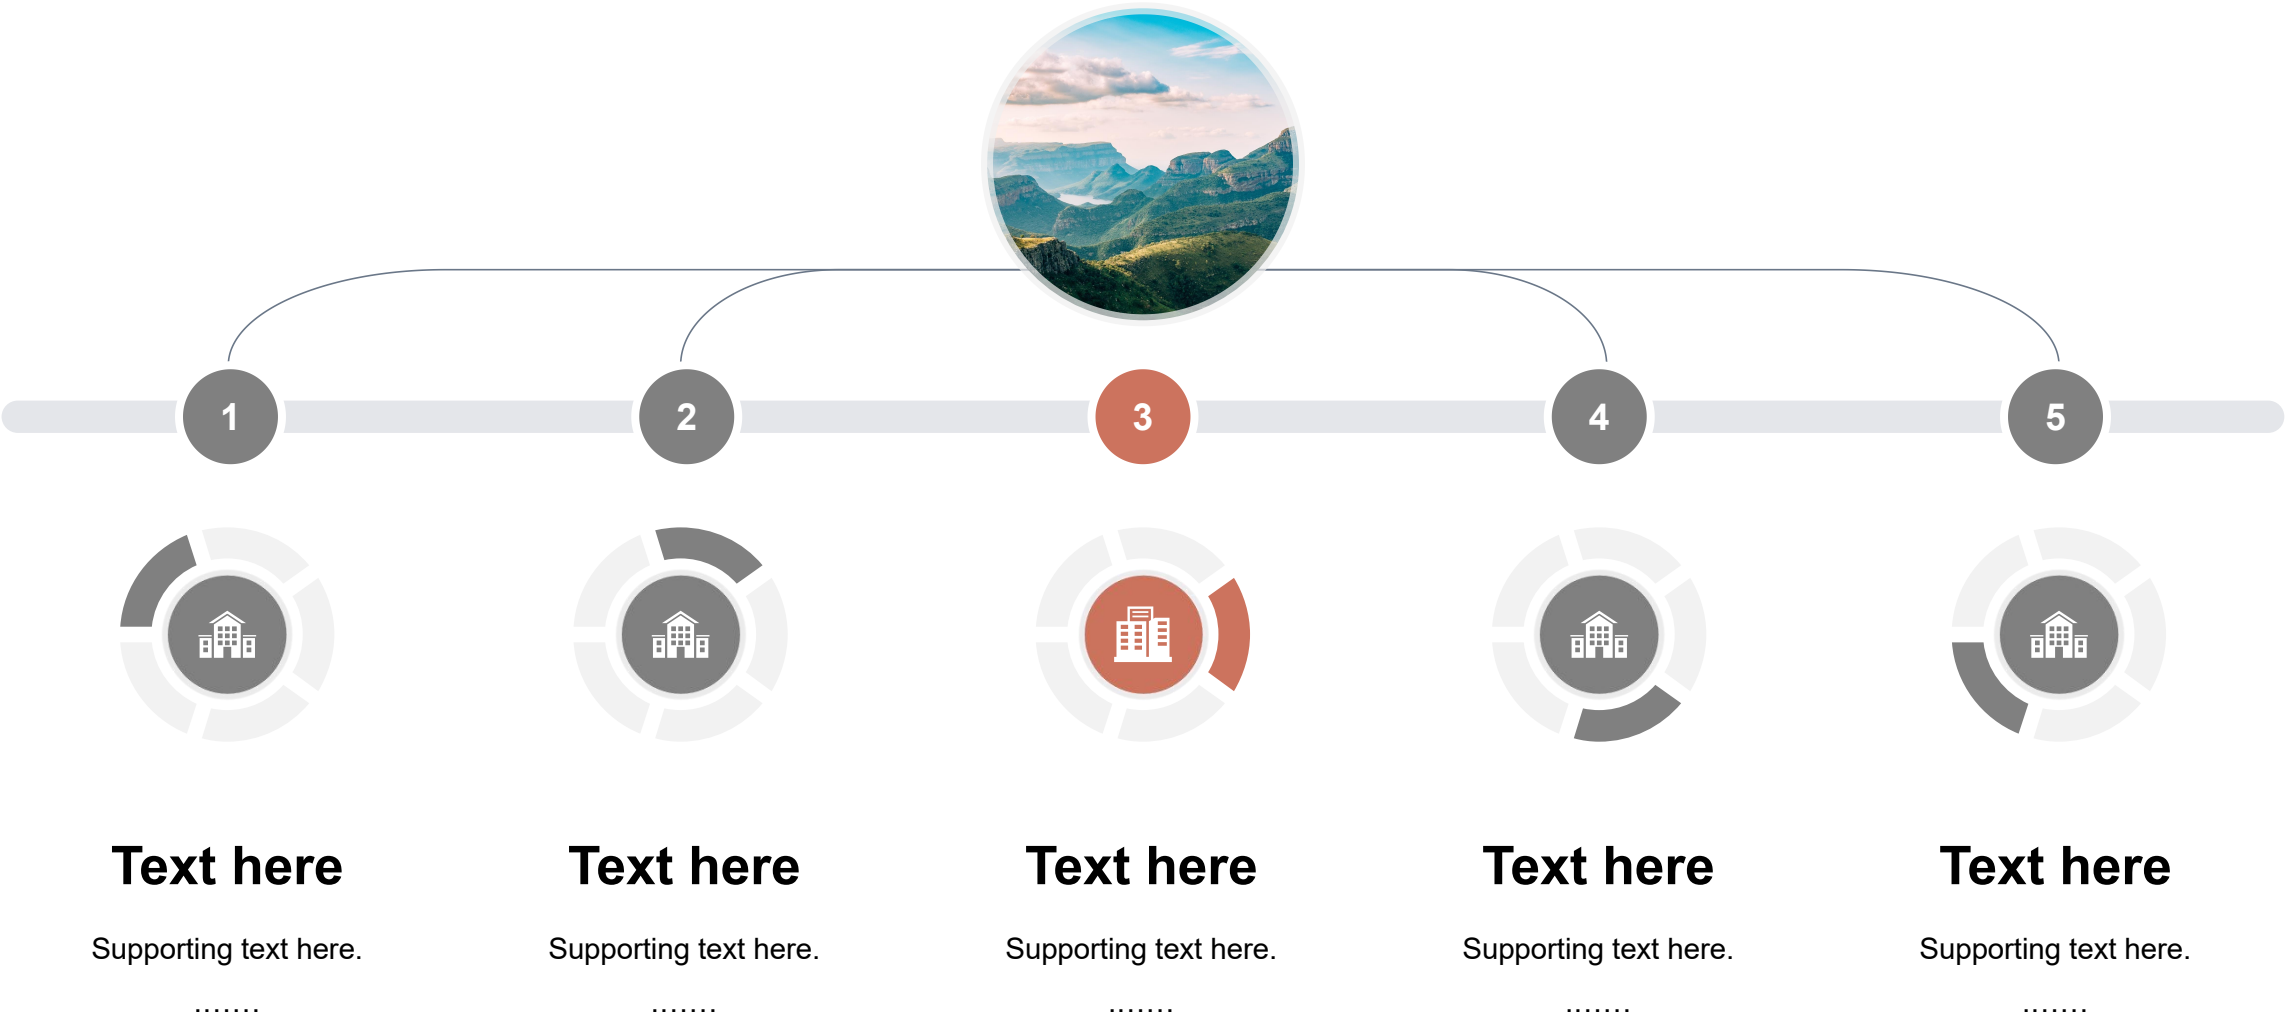 1 2 3 4 5
Text here Text here Text here Text here Text here
Supporting text here. Supporting text here. Supporting text here. Supporting text here. Supporting text here.
....... ....... ....... ....... .......